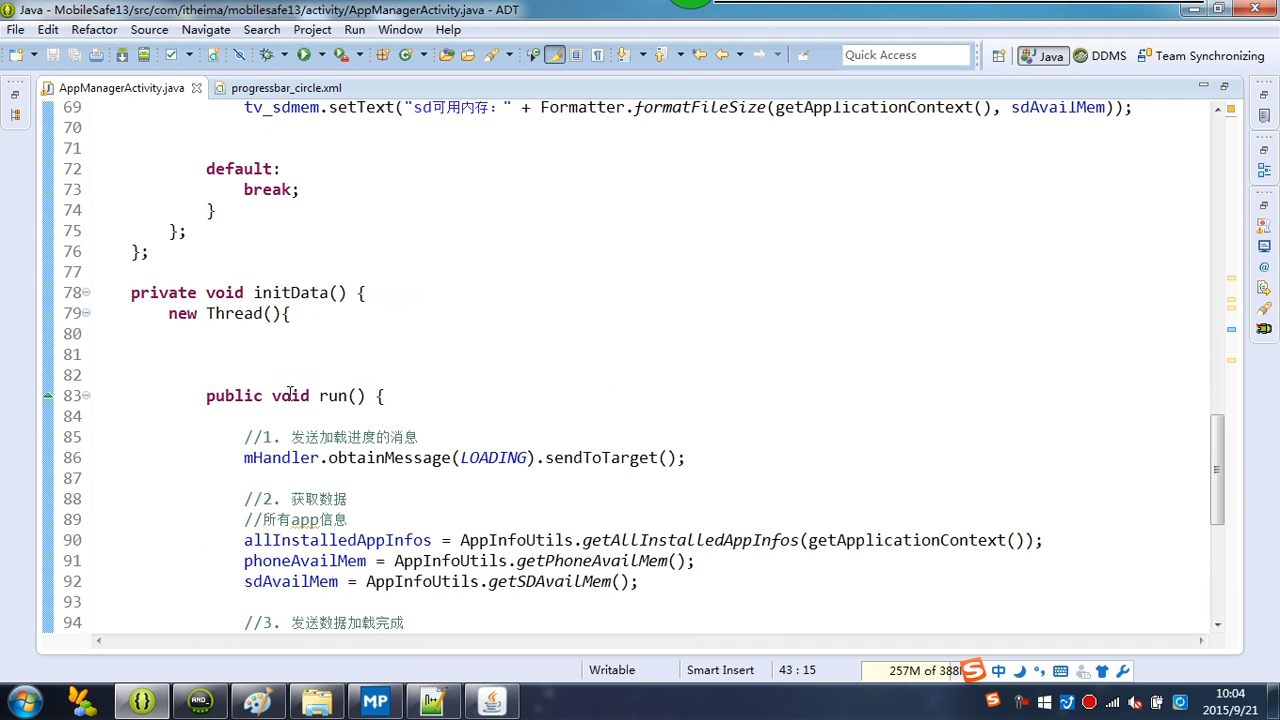 Java - MobileSafe13/src/com/itheima/mobilesafe13/activity/AppManagerActivity.java - ADT
File Edit Refactor Source Navigate Search Project Run Window Help
Quick Access Java DDMS Team Synchronizing
AppManagerActivity.java progressbar_circle.xml
69 tv_sdmem.setText("sd可用内存：" + Formatter.formatFileSize(getApplicationContext(), sdAvailMem));
70
71
72 default:
73 break;
74 }
75 };
76 };
77
78 private void initData() {
79 new Thread(){
80
81
82
83 public void run() {
84
85 //1. 发送加载进度的消息
86 mHandler.obtainMessage(LOADING).sendToTarget();
87
88 //2. 获取数据
89 //所有app信息
90 allInstalledAppInfos = AppInfoUtils.getAllInstalledAppInfos(getApplicationContext());
91 phoneAvailMem = AppInfoUtils.getPhoneAvailMem();
92 sdAvailMem = AppInfoUtils.getSDAvailMem();
93
94 //3. 发送数据加载完成
Writable Smart Insert 43 : 15 257M of 388 中
10:04
2015/9/21